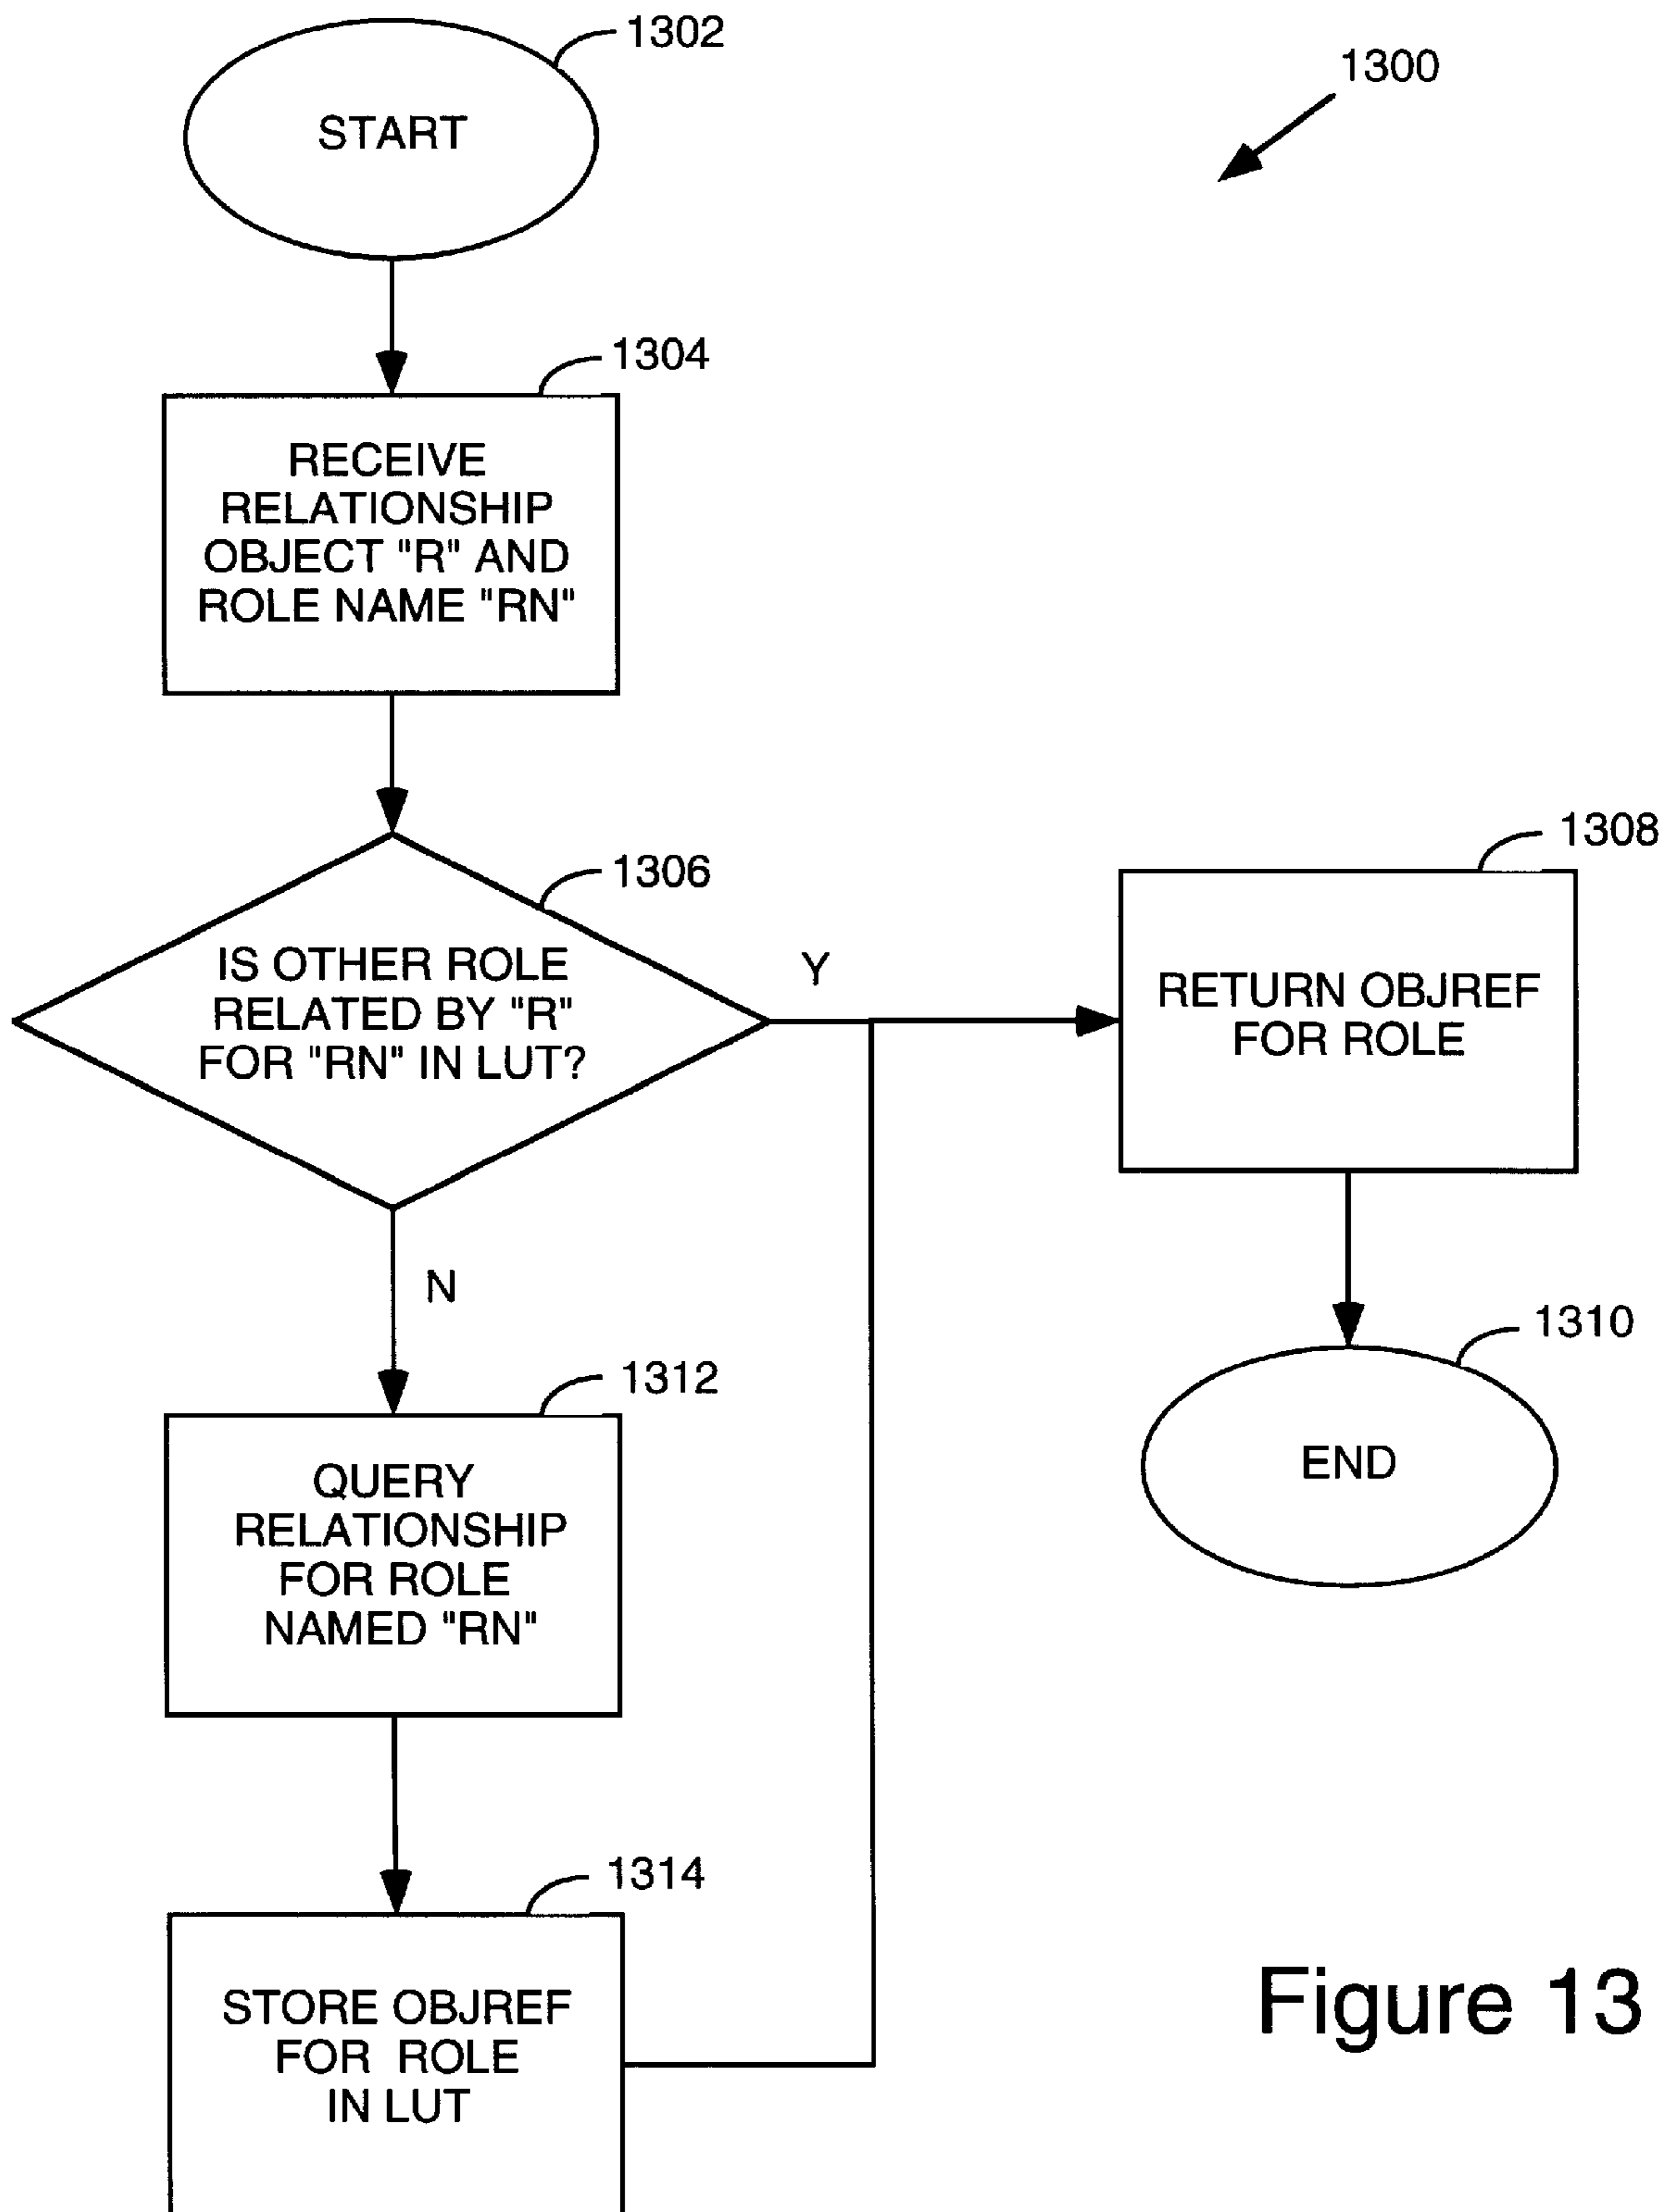 1302
START
1300
1304
RECEIVE
RELATIONSHIP
OBJECT "R" AND
ROLE NAME "RN"
1306
IS OTHER ROLE
RELATED BY "R"
FOR "RN" IN LUT?
Y
1308
RETURN OBJREF
FOR ROLE
N
1310
END
1312
QUERY
RELATIONSHIP
FOR ROLE
NAMED "RN"
1314
STORE OBJREF
FOR ROLE
IN LUT
Figure 13